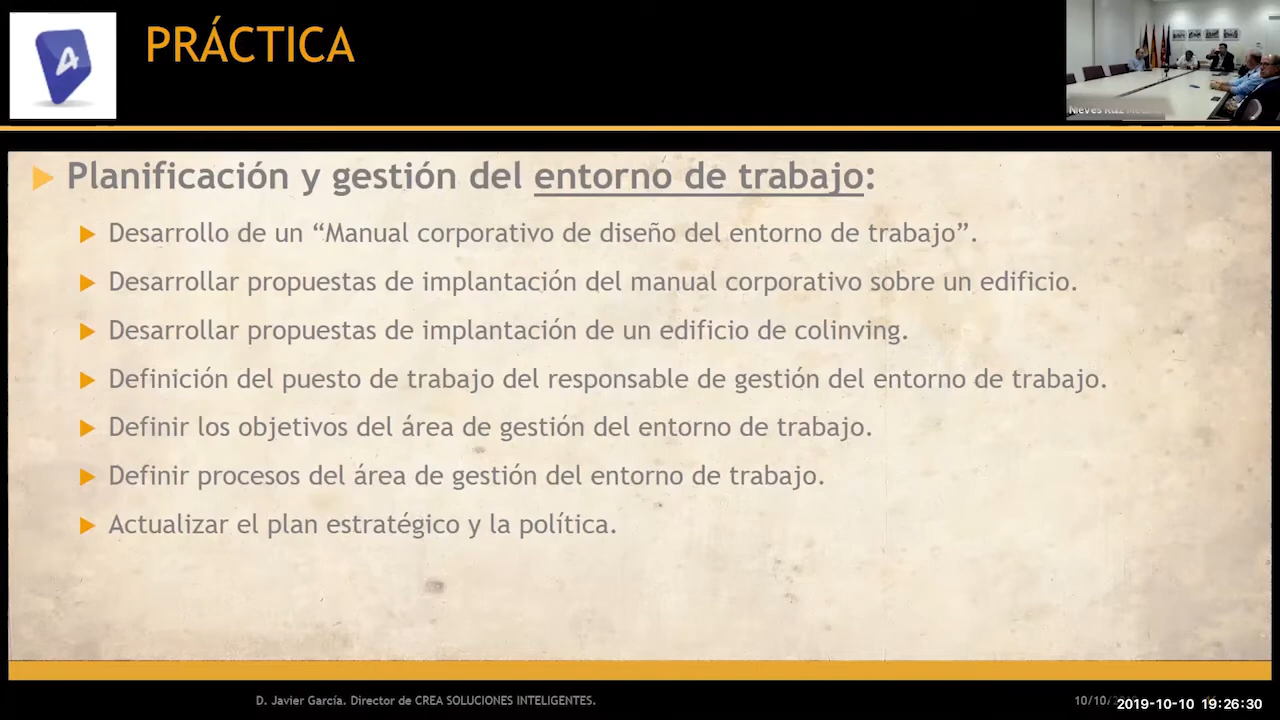 PRÁCTICA
A
Nieves Ruiz
Planificación y gestión del entorno de trabajo:
Desarrollo de un “Manual corporativo de diseño del entorno de trabajo”.
Desarrollar propuestas de implantación del manual corporativo sobre un edificio.
Desarrollar propuestas de implantación de un edificio de colinving.
Definición del puesto de trabajo del responsable de gestión del entorno de trabajo.
Definir los objetivos del área de gestión del entorno de trabajo.
Definir procesos del área de gestión del entorno de trabajo.
Actualizar el plan estratégico y la política.
D. Javier García. Director de CREA SOLUCIONES INTELIGENTES.
2019-10-10 19:26:30